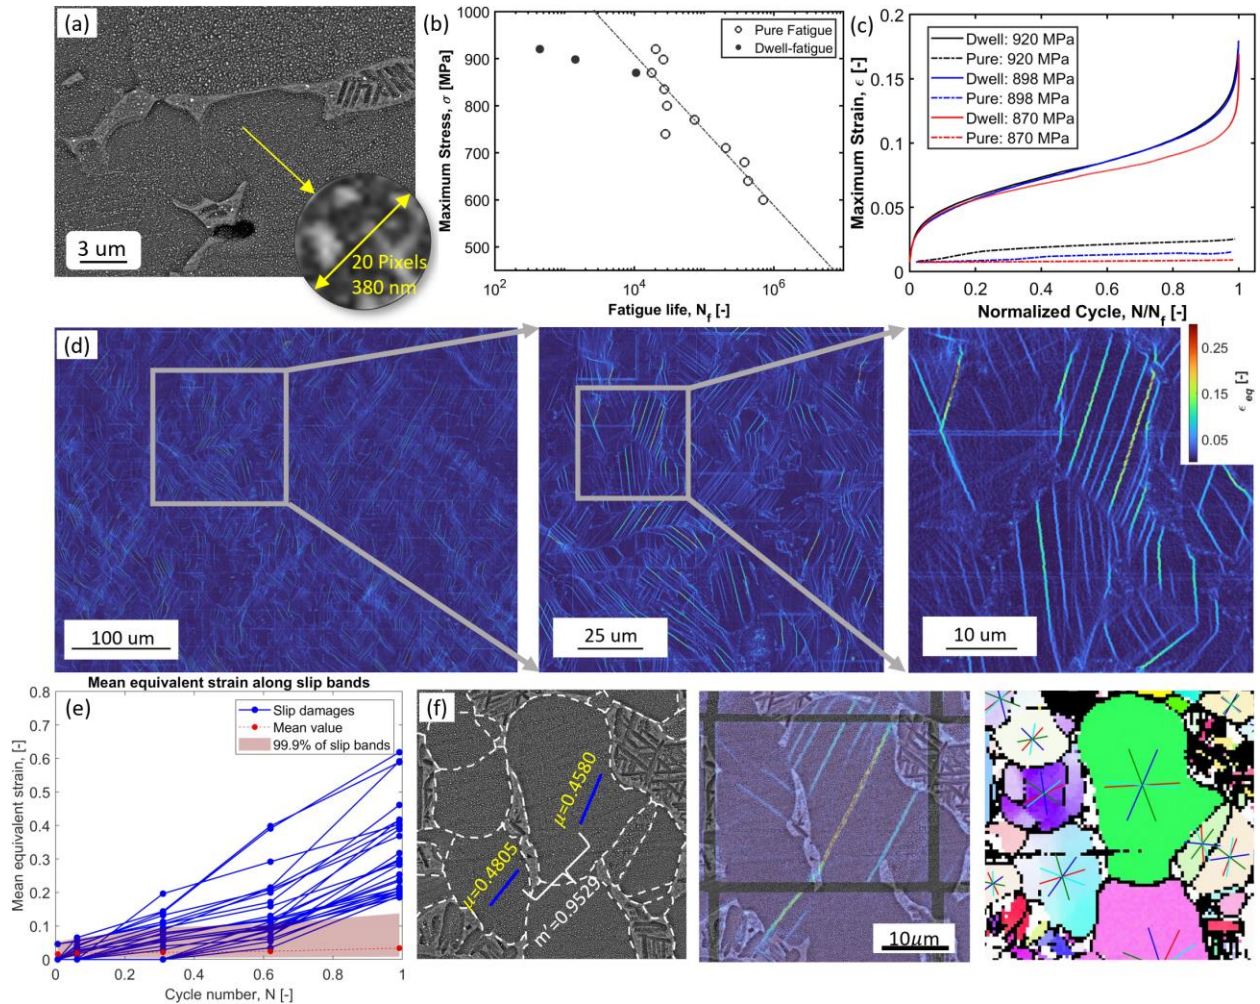 (a)
3 um
20 Pixels
380 nm
(b)
Maximum Stress, σ [MPa]
1000
900
800
700
600
500
Pure Fatigue
Dwell-fatigue
10²
10⁴
10⁶
Fatigue life, N_f [-]
(c)
Maximum Strain, ϵ [-]
0.2
0.15
0.1
0.05
0
Dwell: 920 MPa
Pure: 920 MPa
Dwell: 898 MPa
Pure: 898 MPa
Dwell: 870 MPa
Pure: 870 MPa
0
0.2
0.4
0.6
0.8
1
Normalized Cycle, N/N_f [-]
(d)
100 um
25 um
10 um
0.25
0.15
0.05
ϵ_eq [-]
Mean equivalent strain along slip bands
(e)
Mean equivalent strain, [-]
0.8
0.7
0.6
0.5
0.4
0.3
0.2
0.1
0
Slip damages
Mean value
99.9% of slip bands
0
0.2
0.4
0.6
0.8
1
Cycle number, N [-]
(f)
μ=0.4580
μ=0.4805
m'=0.9529
10μm